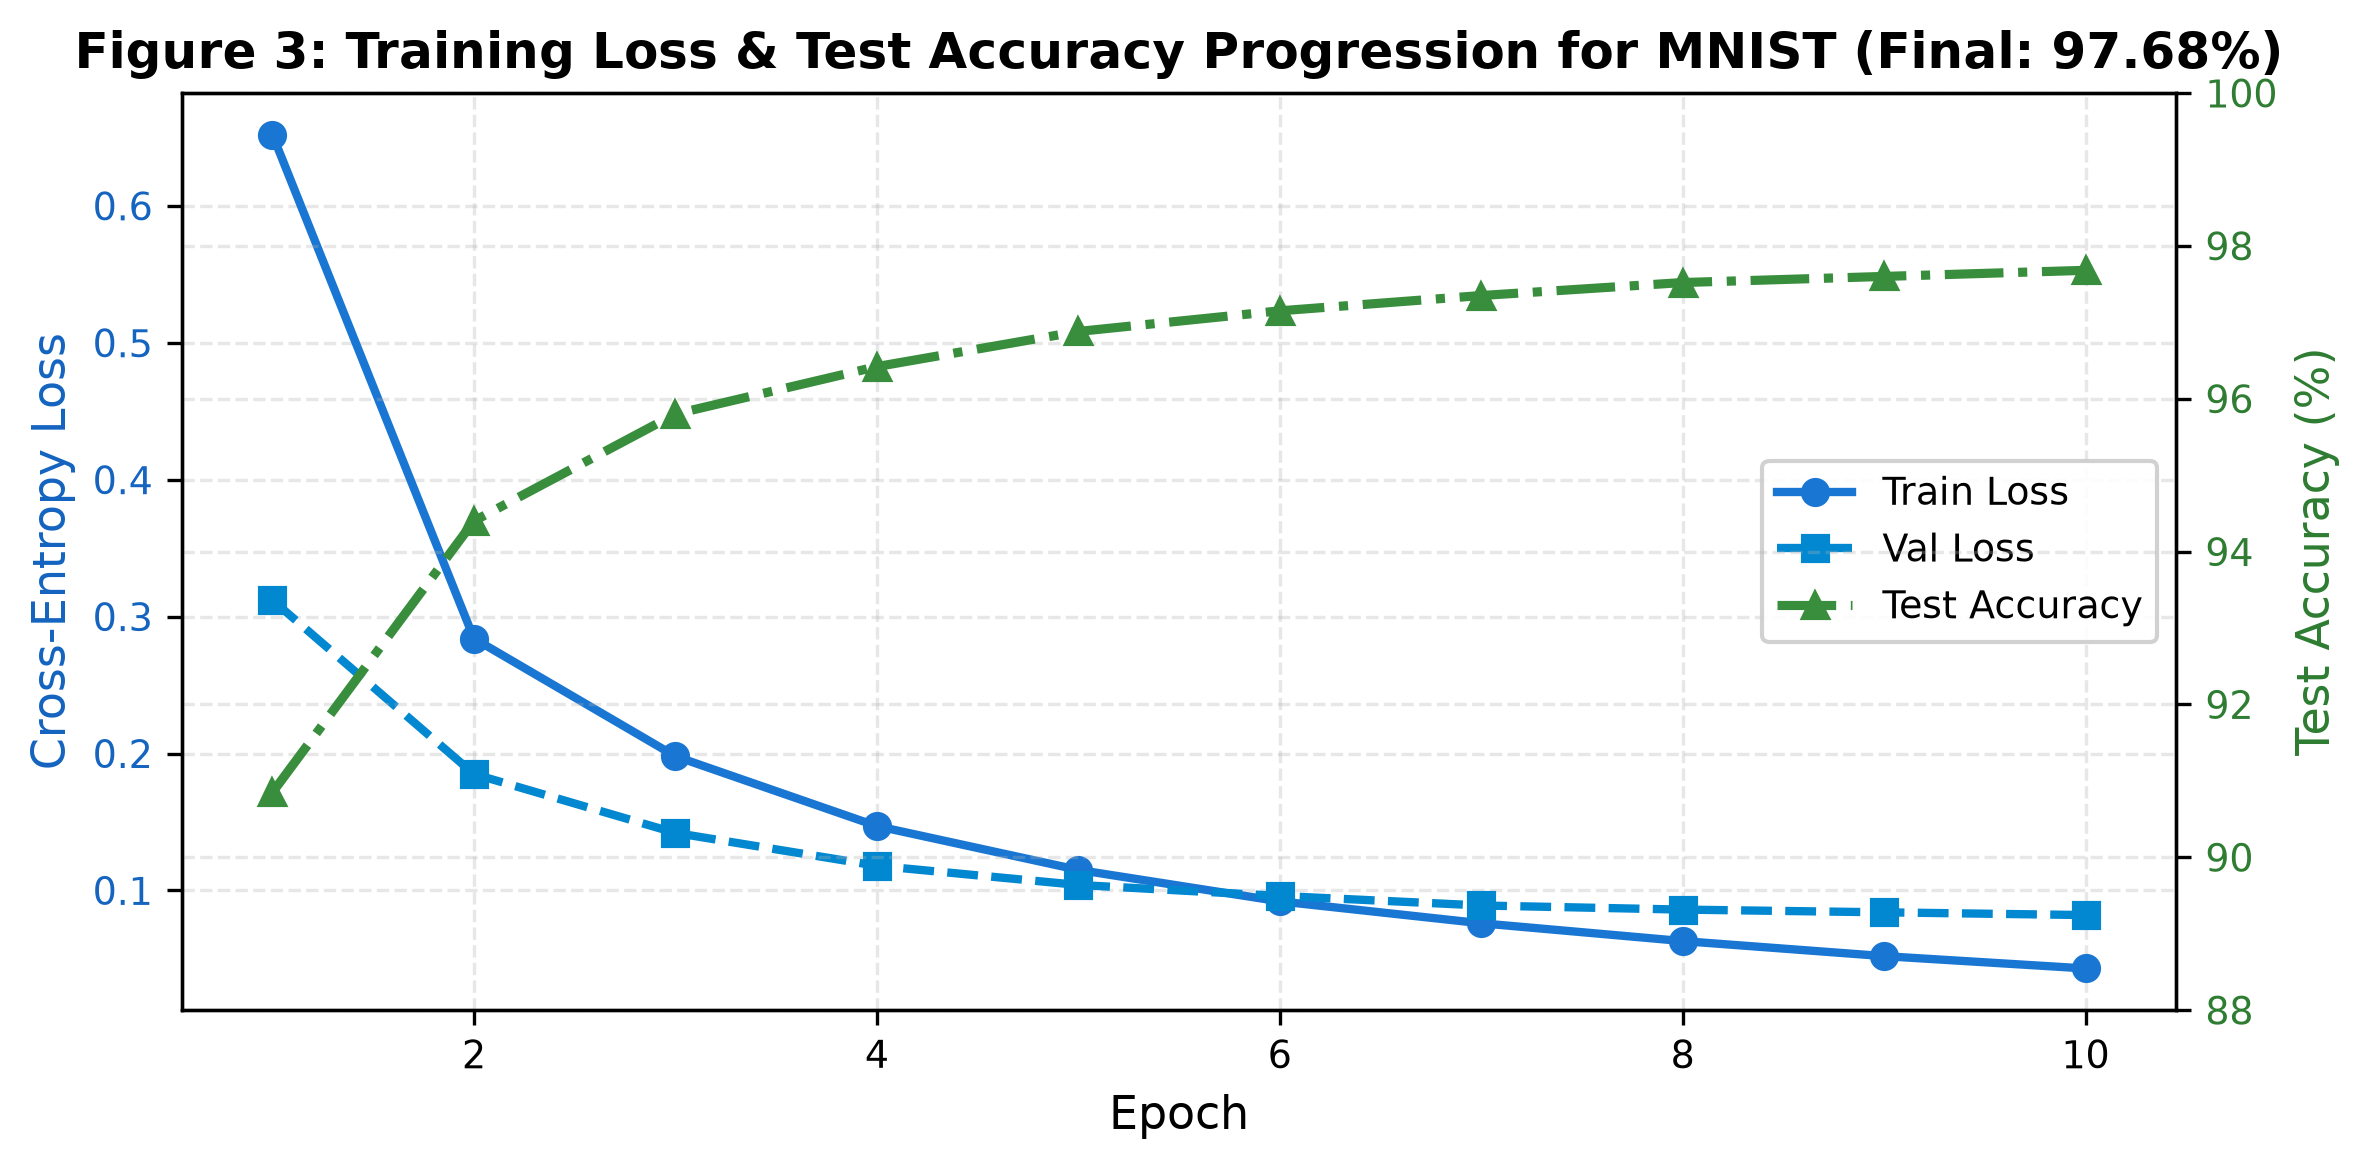 Figure 3: Training Loss & Test Accuracy Progression for MNIST (Final: 97.68%)
Cross-Entropy Loss
0.6
0.5
0.4
0.3
0.2
0.1
100
98
96
94
92
90
88
Test Accuracy (%)
Train Loss
Val Loss
Test Accuracy
2 4 6 8 10
Epoch